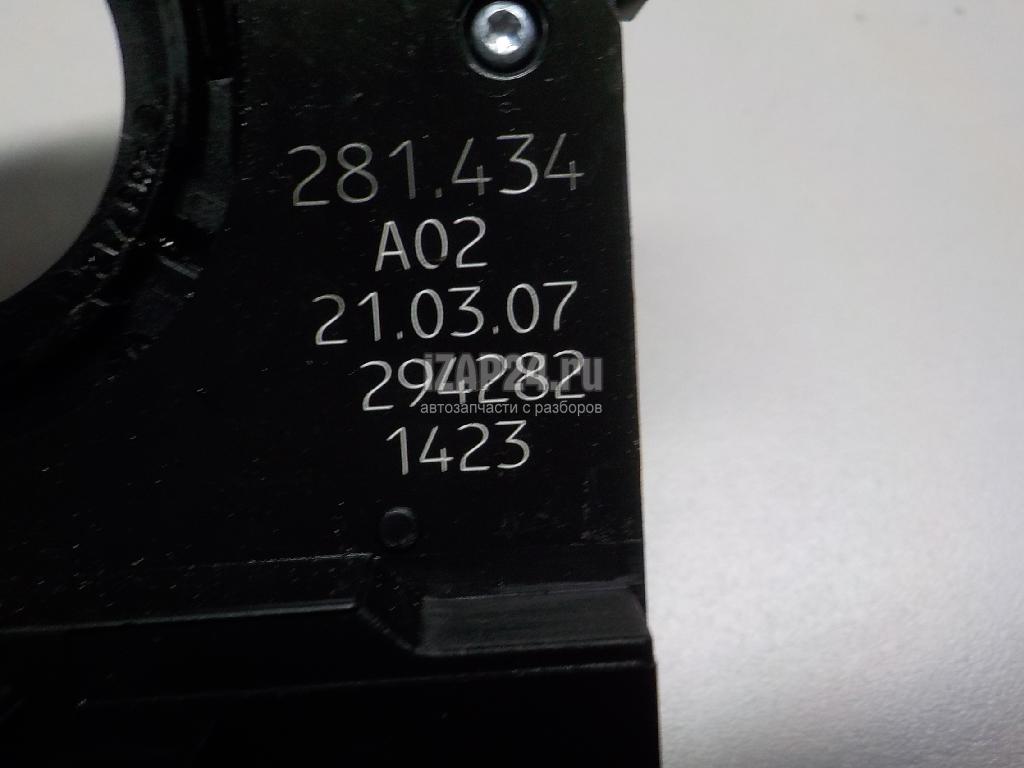 281.434
A02
21.03.07
294282
iZAP24.ru
автозапчасти с разборов
1423